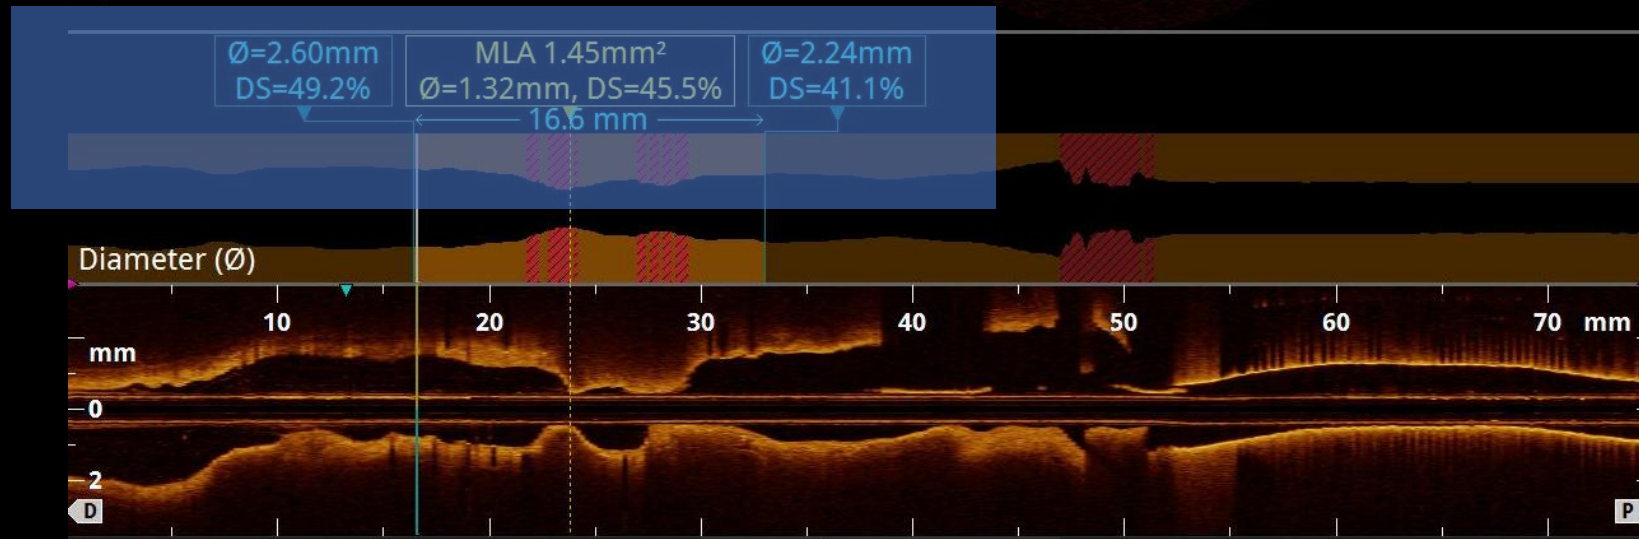 Ø=2.60mm
DS=49.2%
MLA 1.45mm²
Ø=1.32mm, DS=45.5%
Ø=2.24mm
DS=41.1%
16.6 mm
Diameter (Ø)
10 20 30 40 50 60 70 mm
mm
0
2
D
P